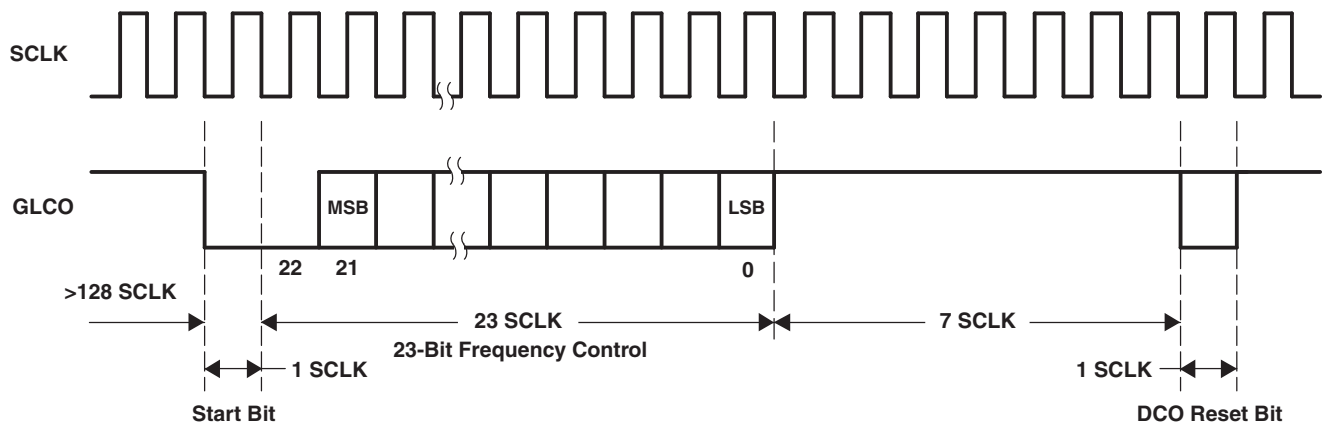 SCLK
GLCO
MSB
LSB
22
21
0
>128 SCLK
23 SCLK
7 SCLK
23-Bit Frequency Control
1 SCLK
1 SCLK
Start Bit
DCO Reset Bit